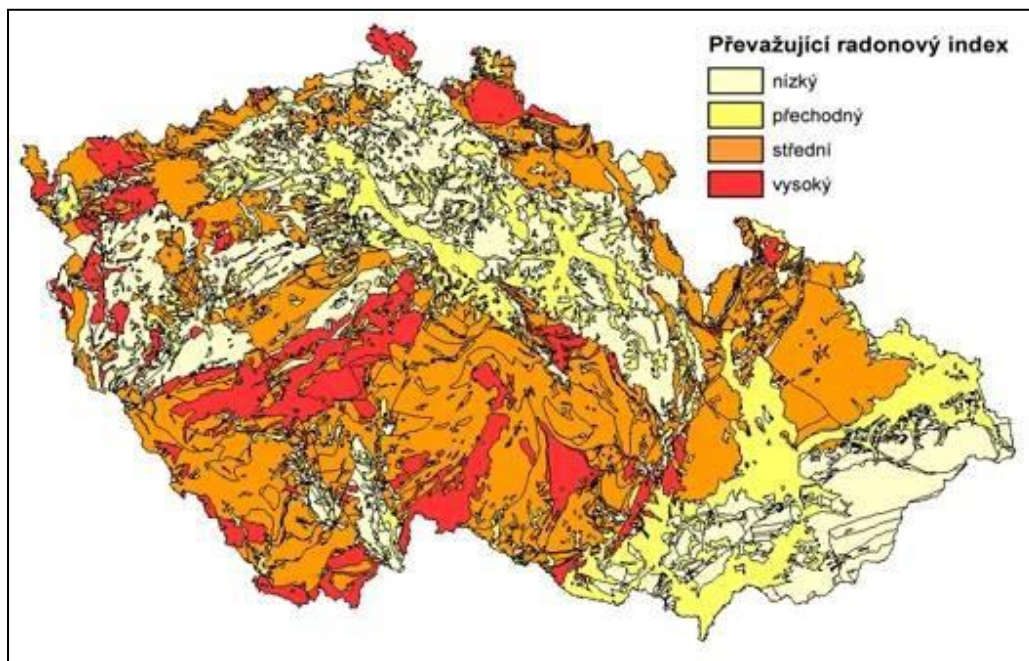 Převažující radonový index
nízký
přechodný
střední
vysoký